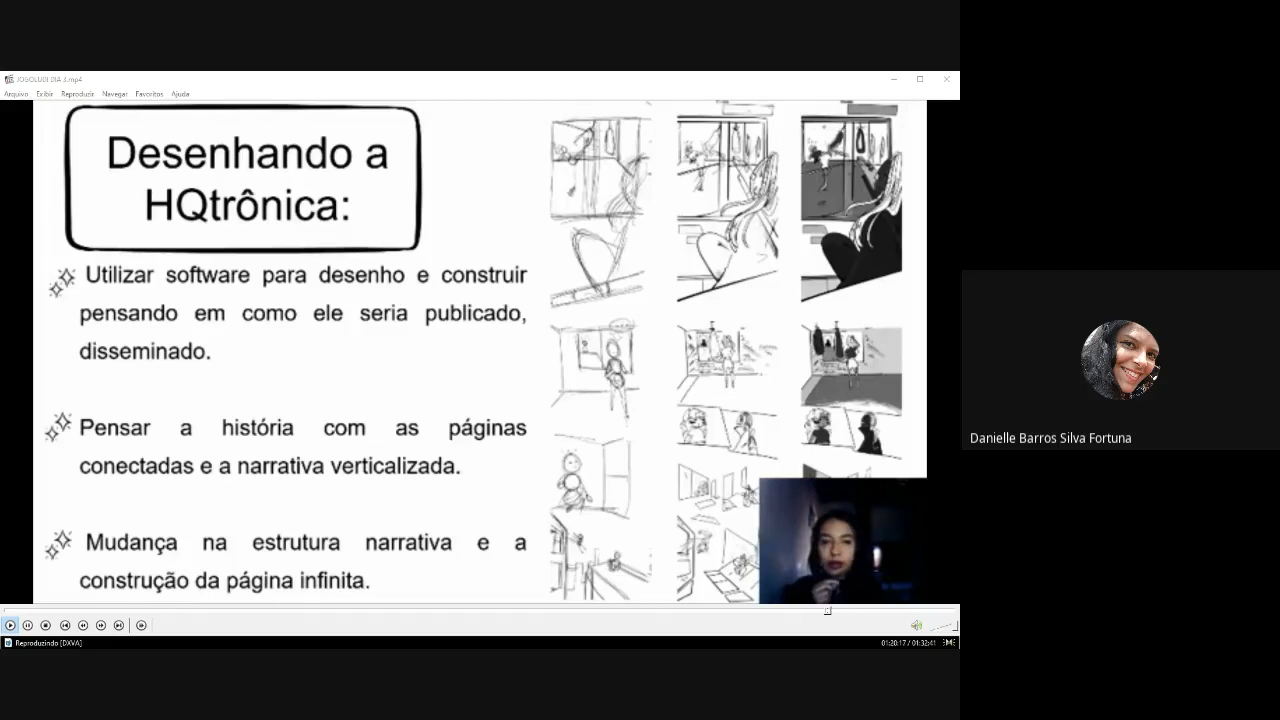 JOGOLUDI DIA 3.mp4
Arquivo Exibir Reproduzir Navegar Favoritos Ajuda
Desenhando a
HQtrônica:
Utilizar software para desenho e construir
pensando em como ele seria publicado,
disseminado.
Pensar a história com as páginas
conectadas e a narrativa verticalizada.
Mudança na estrutura narrativa e a
construção da página infinita.
Danielle Barros Silva Fortuna
Reproduzindo [DXVA]
01:20:17 / 01:32:41